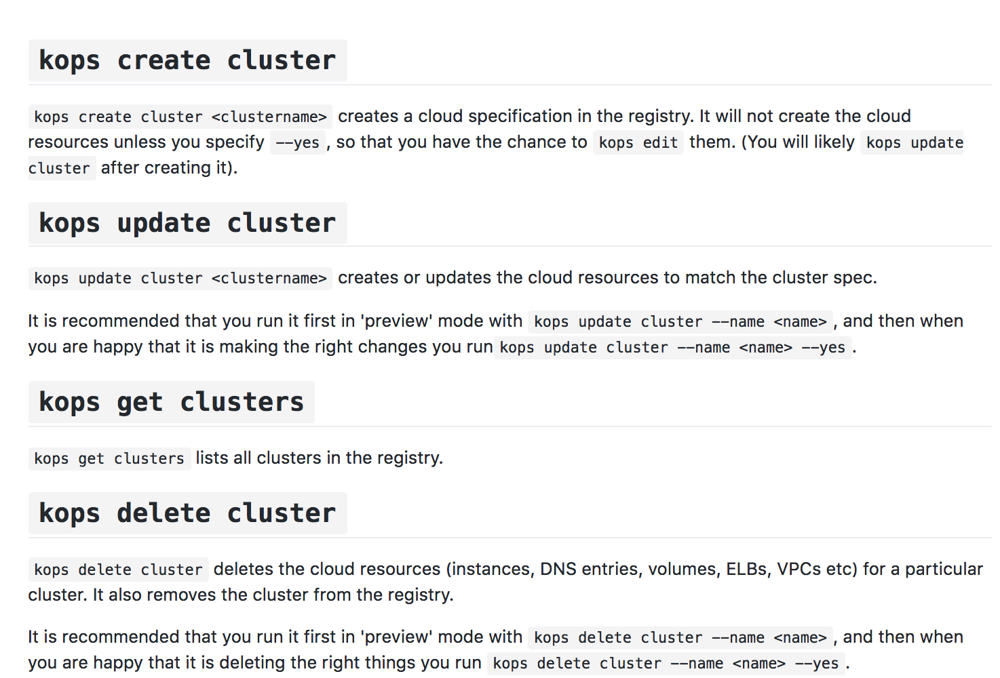 kops create cluster
kops create cluster <clustername> creates a cloud specification in the registry. It will not create the cloud
resources unless you specify --yes, so that you have the chance to kops edit them. (You will likely kops update
cluster after creating it).
kops update cluster
kops update cluster <clustername> creates or updates the cloud resources to match the cluster spec.
It is recommended that you run it first in 'preview' mode with kops update cluster --name <name>, and then when
you are happy that it is making the right changes you run kops update cluster --name <name> --yes.
kops get clusters
kops get clusters lists all clusters in the registry.
kops delete cluster
kops delete cluster deletes the cloud resources (instances, DNS entries, volumes, ELBs, VPCs etc) for a particular
cluster. It also removes the cluster from the registry.
It is recommended that you run it first in 'preview' mode with kops delete cluster --name <name>, and then when
you are happy that it is deleting the right things you run kops delete cluster --name <name> --yes.